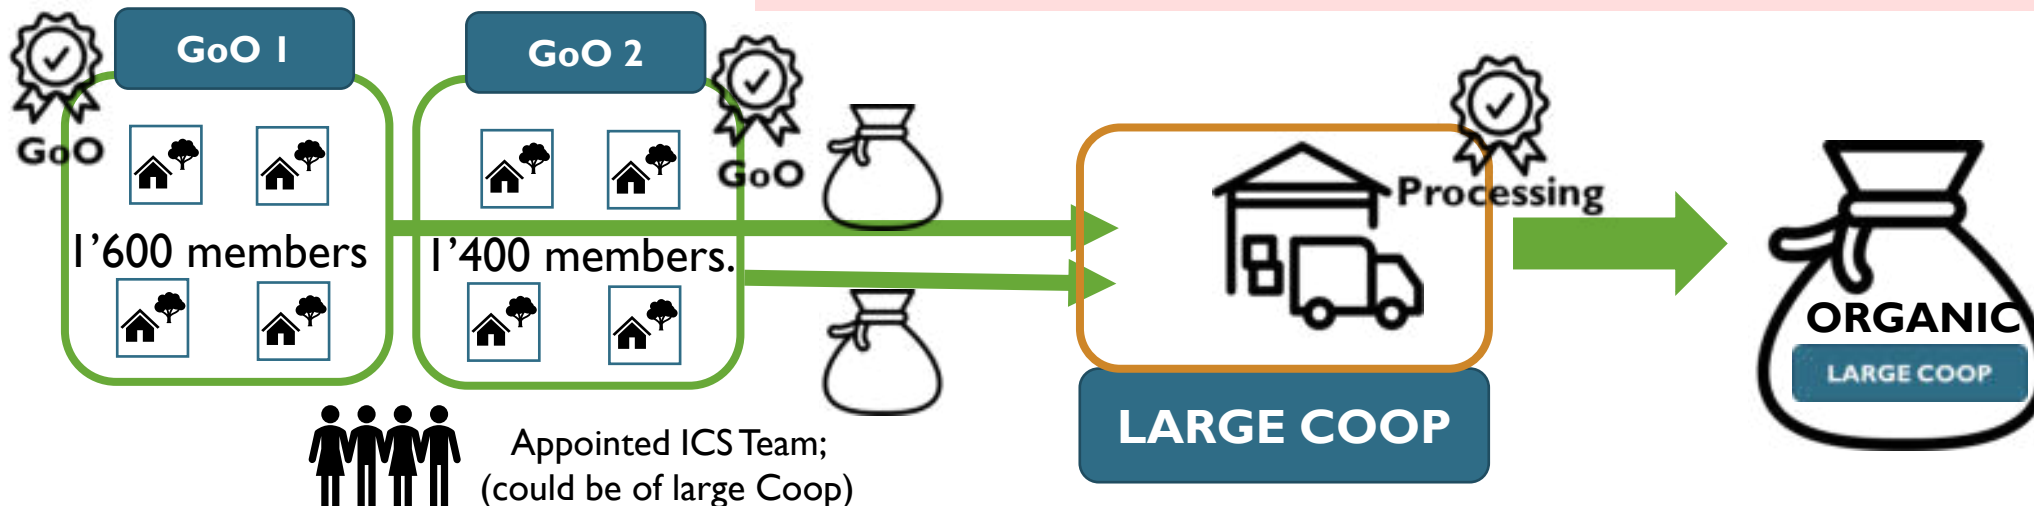 GoO 1
GoO 2
GoO
GoO
Processing
1’600 members
1’400 members.
ORGANIC
LARGE COOP
LARGE COOP
Appointed ICS Team;
(could be of large Coop)